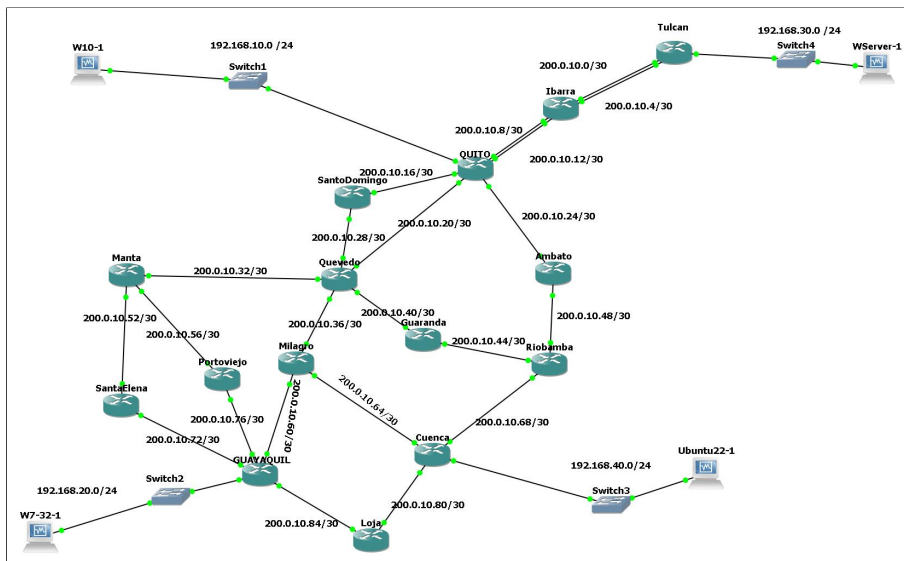 Tulcan
192.168.30.0 /24
W10-1
192.168.10.0 /24
Switch4
WServer-1
Switch1
200.0.10.0/30
Ibarra
200.0.10.4/30
200.0.10.8/30
QUITO
200.0.10.12/30
200.0.10.16/30
SantoDomingo
200.0.10.20/30
200.0.10.24/30
200.0.10.28/30
Manta
Quevedo
Ambato
200.0.10.32/30
200.0.10.40/30
200.0.10.52/30
200.0.10.48/30
Guaranda
200.0.10.36/30
200.0.10.56/30
200.0.10.44/30
Milagro
Riobamba
Portoviejo
SantaElena
200.0.10.60/30
200.0.10.64/30
200.0.10.76/30
200.0.10.68/30
200.0.10.72/30
Cuenca
GUAYAQUIL
Ubuntu22-1
192.168.40.0/24
Switch2
192.168.20.0/24
Switch3
200.0.10.80/30
W7-32-1
200.0.10.84/30
Loja